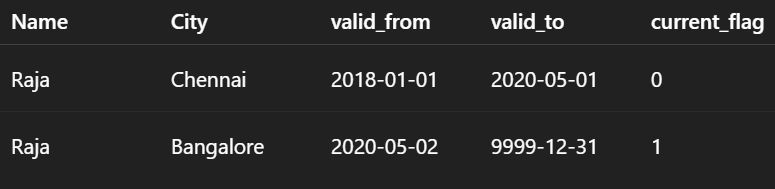 Name City valid_from valid_to current_flag
Raja Chennai 2018-01-01 2020-05-01 0
Raja Bangalore 2020-05-02 9999-12-31 1